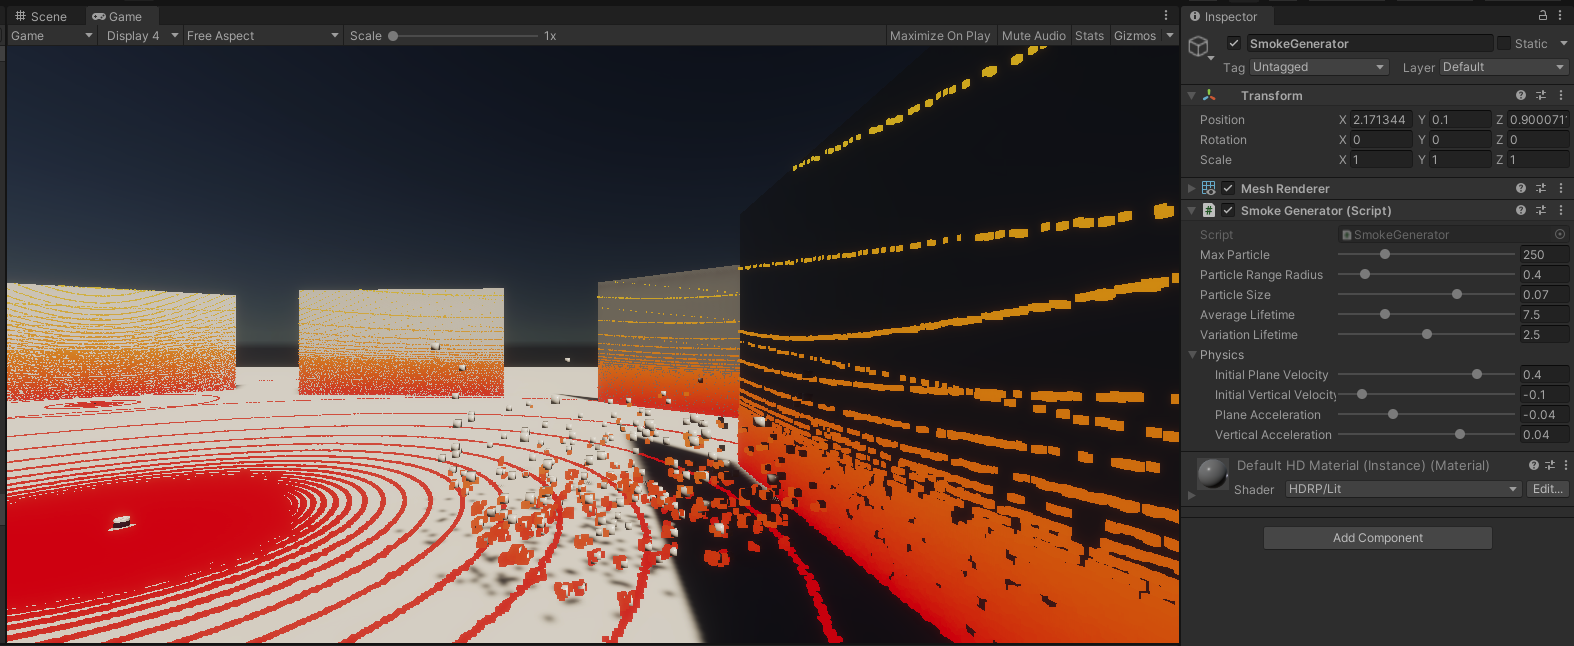 Scene Game
Game Display 4 Free Aspect Scale 1x Maximize On Play Mute Audio Stats Gizmos
Inspector
SmokeGenerator Static
Tag Untagged Layer Default
Transform
Position X 2.171344 Y 0.1 Z 0.900071
Rotation X 0 Y 0 Z 0
Scale X 1 Y 1 Z 1
Mesh Renderer
# Smoke Generator (Script)
Script SmokeGenerator
Max Particle 250
Particle Range Radius 0.4
Particle Size 0.07
Average Lifetime 7.5
Variation Lifetime 2.5
Physics
Initial Plane Velocity 0.4
Initial Vertical Velocity -0.1
Plane Acceleration -0.04
Vertical Acceleration 0.04
Default HD Material (Instance) (Material)
Shader HDRP/Lit Edit...
Add Component